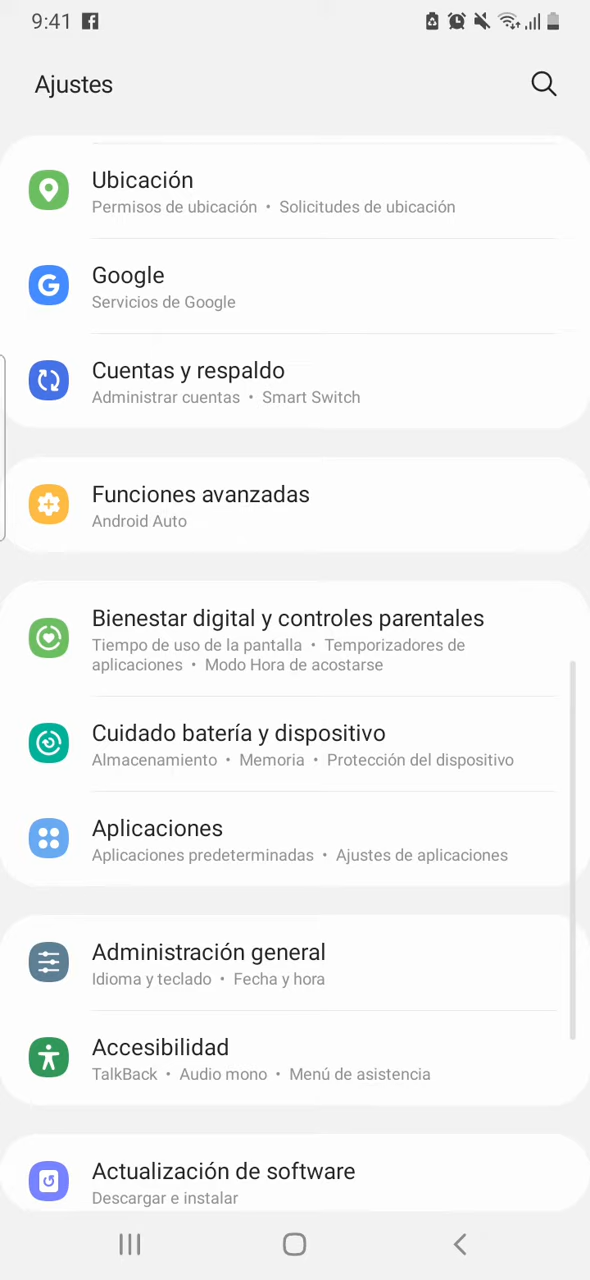 9:41
Ajustes
Ubicación
Permisos de ubicación • Solicitudes de ubicación
Google
Servicios de Google
Cuentas y respaldo
Administrar cuentas • Smart Switch
Funciones avanzadas
Android Auto
Bienestar digital y controles parentales
Tiempo de uso de la pantalla • Temporizadores de
aplicaciones • Modo Hora de acostarse
Cuidado batería y dispositivo
Almacenamiento • Memoria • Protección del dispositivo
Aplicaciones
Aplicaciones predeterminadas • Ajustes de aplicaciones
Administración general
Idioma y teclado • Fecha y hora
Accesibilidad
TalkBack • Audio mono • Menú de asistencia
Actualización de software
Descargar e instalar